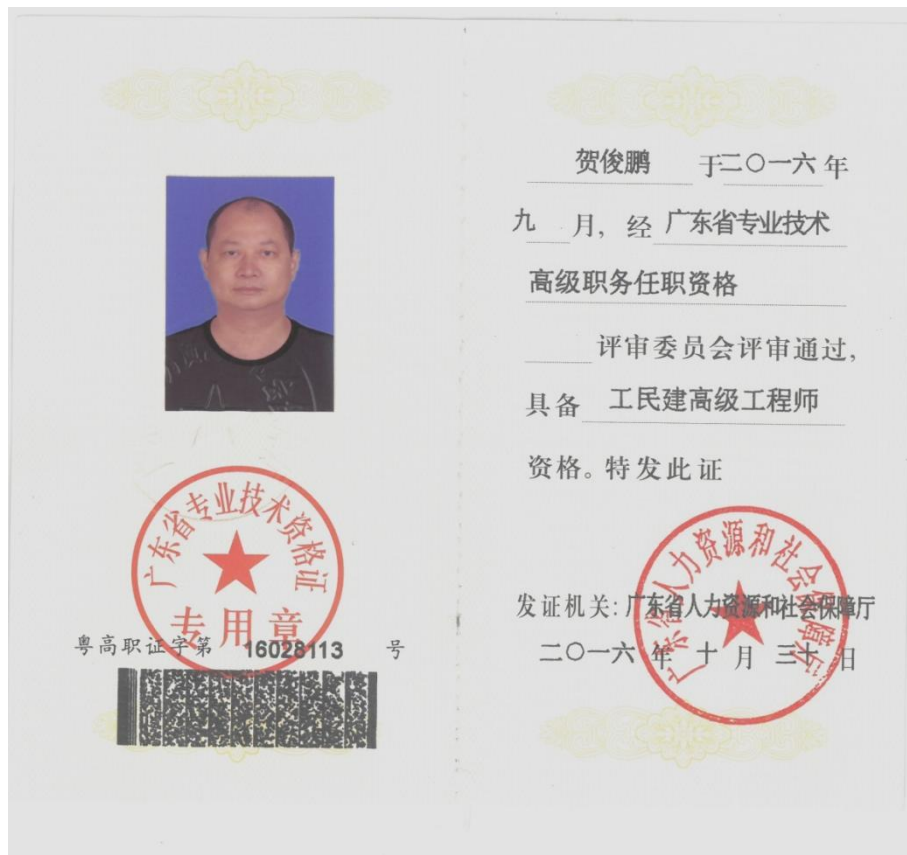 广东省专业技术资格证
专用章
粤高职证字第 16028113 号
贺俊鹏 于二〇一六年
九 月, 经 广东省专业技术
高级职务任职资格
评审委员会评审通过,
具备 工民建高级工程师
资格。特发此证
广东省人力资源和社会保障厅
发证机关: 广东省人力资源和社会保障厅
二〇一六 年 十 月 三十 日